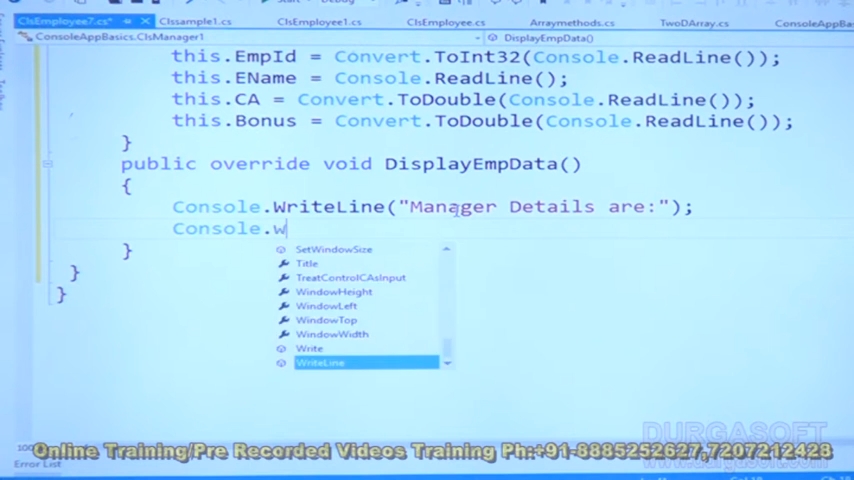 Start
Debug
ClsEmployee7.cs*
Clssample1.cs
ClsEmployee1.cs
ClsEmployee.cs
Arraymethods.cs
TwoDArray.cs
ConsoleAppBa
ConsoleAppBasics.ClsManager1
DisplayEmpData()
this.EmpId = Convert.ToInt32(Console.ReadLine());
this.EName = Console.ReadLine();
this.CA = Convert.ToDouble(Console.ReadLine());
this.Bonus = Convert.ToDouble(Console.ReadLine());
}
public override void DisplayEmpData()
{
Console.WriteLine("Manager Details are:");
Console.w
}
}
}
SetWindowSize
Title
TreatControlCAsInput
WindowHeight
WindowLeft
WindowTop
WindowWidth
Write
WriteLine
DURGASOFT
Online Training/Pre Recorded Videos Training Ph:+91-8885252627,7207212428
Error List